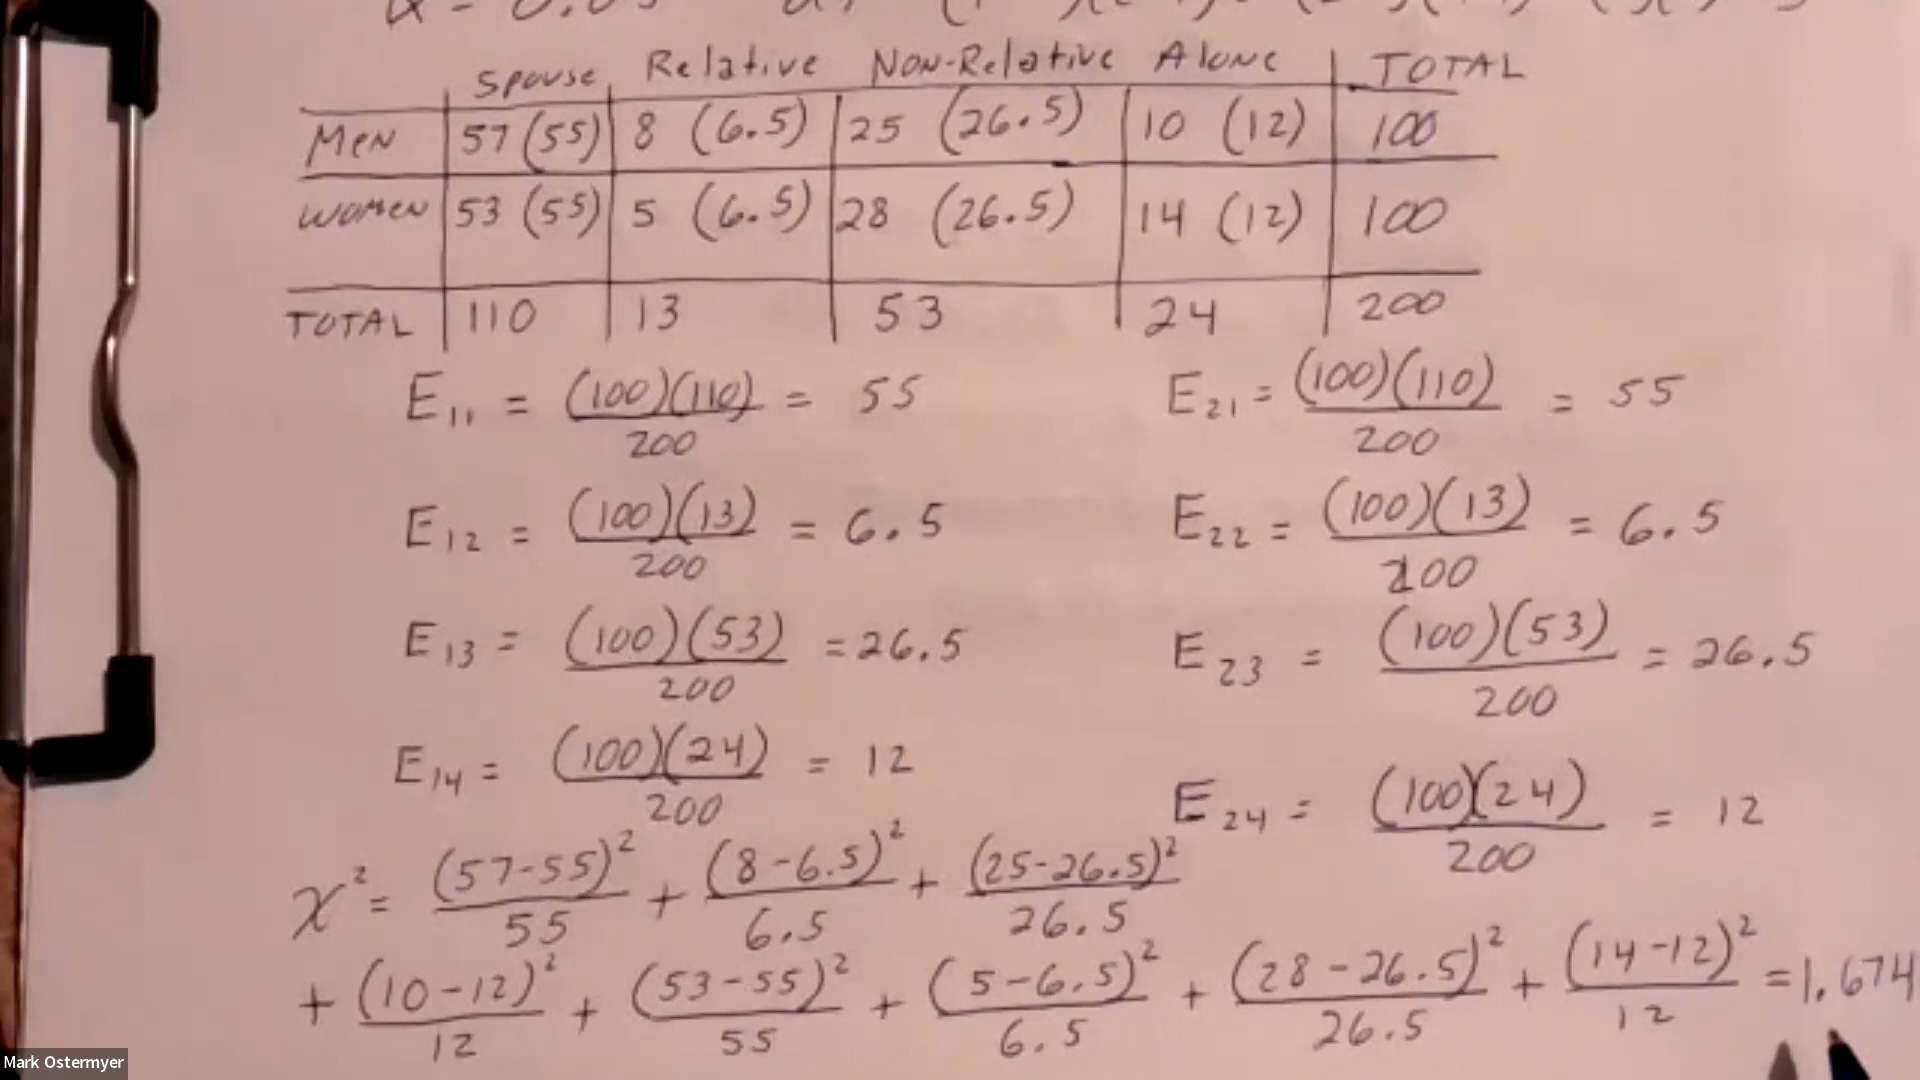 α = 0.05
Spouse Relative Non-Relative Alone TOTAL
Men 57 (55) 8 (6.5) 25 (26.5) 10 (12) 100
Women 53 (55) 5 (6.5) 28 (26.5) 14 (12) 100
TOTAL 110 13 53 24 200
E₁₁ = (100)(110)/200 = 55 E₂₁ = (100)(110)/200 = 55
E₁₂ = (100)(13)/200 = 6.5 E₂₂ = (100)(13)/200 = 6.5
E₁₃ = (100)(53)/200 = 26.5 E₂₃ = (100)(53)/200 = 26.5
E₁₄ = (100)(24)/200 = 12 E₂₄ = (100)(24)/200 = 12
χ² = (57-55)²/55 + (8-6.5)²/6.5 + (25-26.5)²/26.5
+ (10-12)²/12 + (53-55)²/55 + (5-6.5)²/6.5 + (28-26.5)²/26.5 + (14-12)²/12 = 1.674
Mark Ostermyer